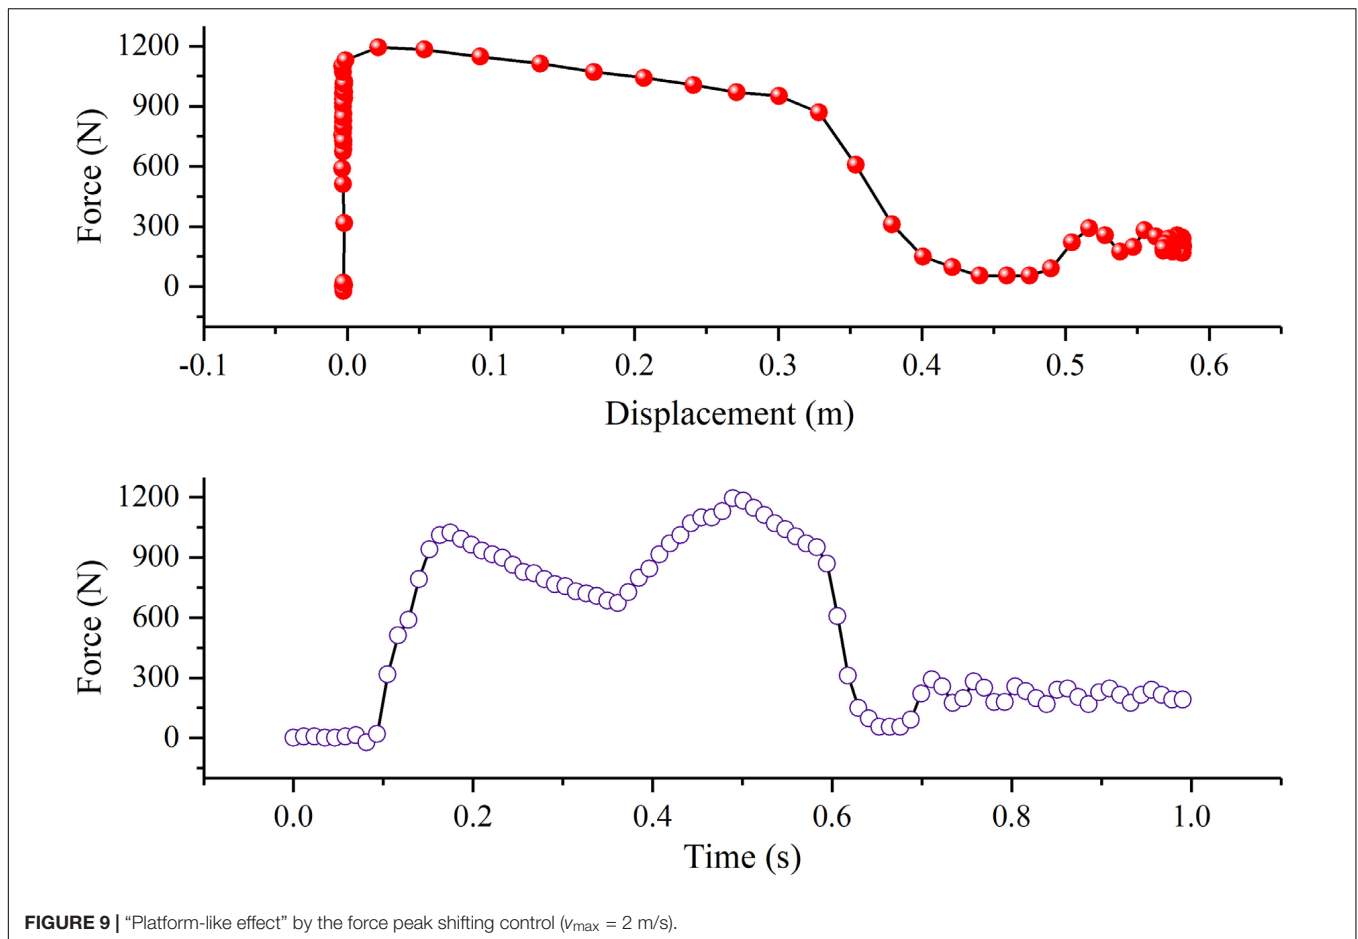 1200
900
600
300
0
Force (N)
-0.1 0.0 0.1 0.2 0.3 0.4 0.5 0.6
Displacement (m)
1200
900
600
300
0
Force (N)
0.0 0.2 0.4 0.6 0.8 1.0
Time (s)
FIGURE 9 | “Platform-like effect” by the force peak shifting control (vmax = 2 m/s).